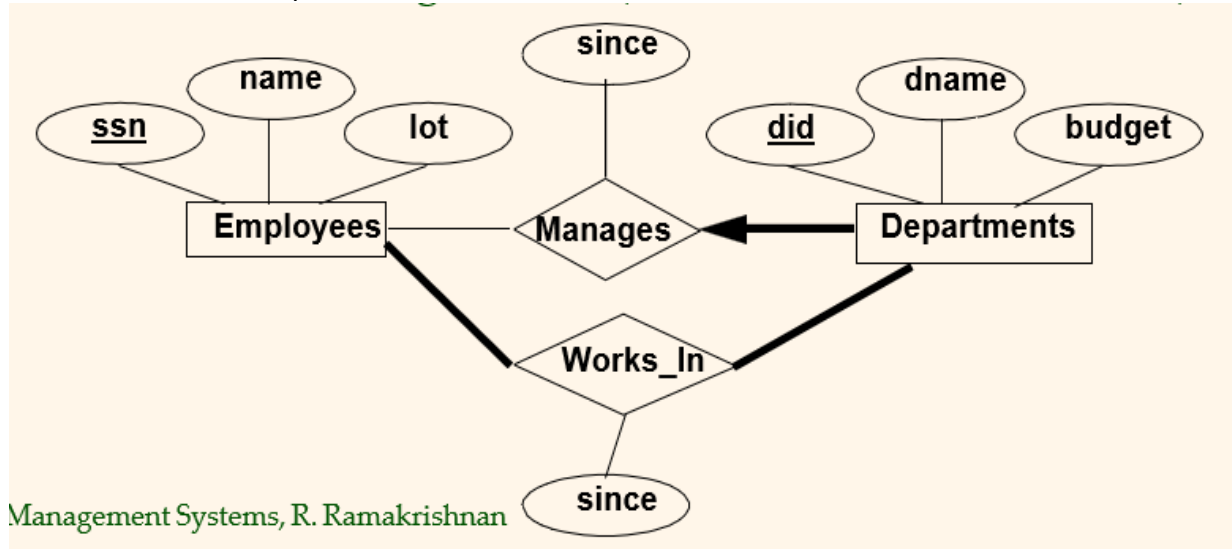 since
name
dname
ssn
lot
did
budget
Employees
Manages
Departments
Works_In
since
Management Systems, R. Ramakrishnan